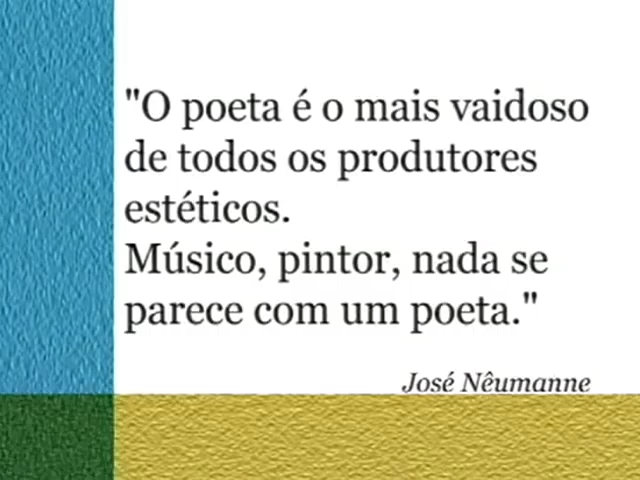 "O poeta é o mais vaidoso
de todos os produtores
estéticos.
Músico, pintor, nada se
parece com um poeta."
José Nêumanne